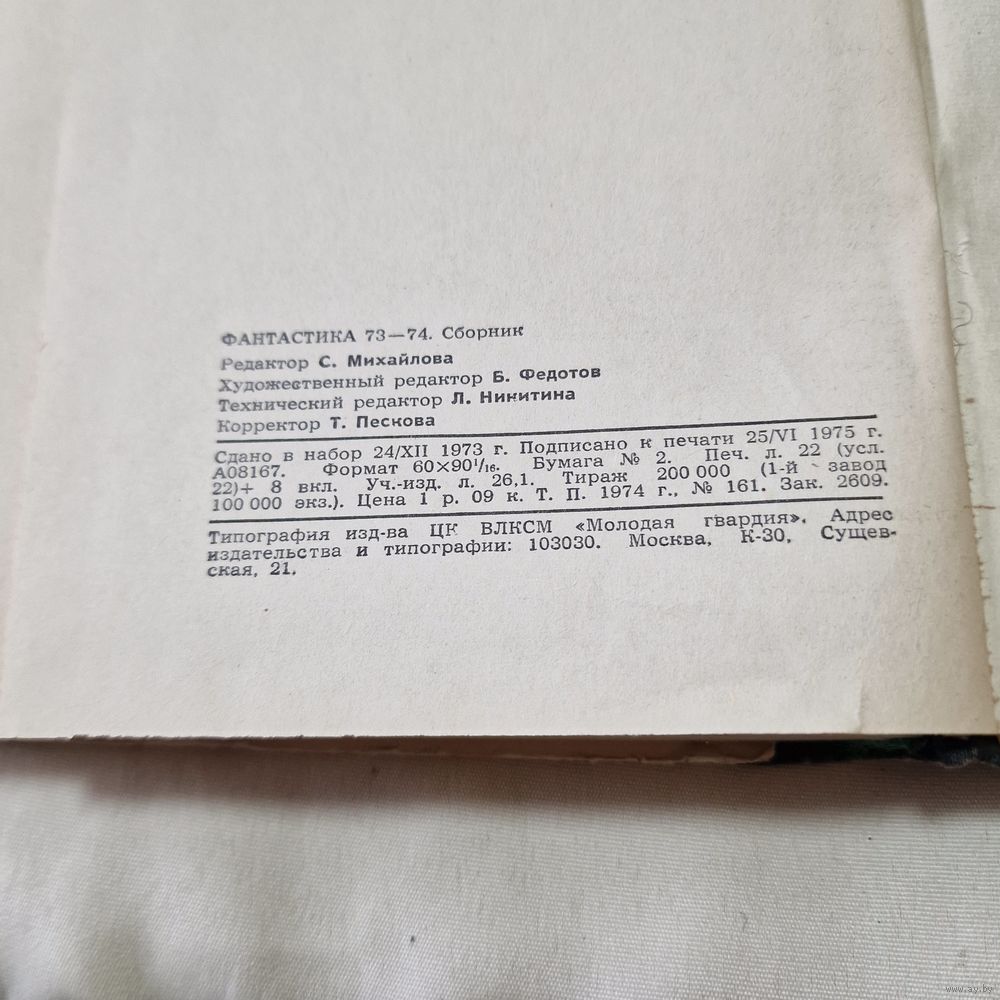 ФАНТАСТИКА 73—74. Сборник
Редактор С. Михайлова
Художественный редактор Б. Федотов
Технический редактор Л. Никитина
Корректор Т. Пескова
Сдано в набор 24/XII 1973 г. Подписано к печати 25/VI 1975 г.
А08167. Формат 60×90¹/₁₆. Бумага № 2. Печ. л. 22 (усл.
22)+ 8 вкл. Уч.-изд. л. 26,1. Тираж 200 000 (1-й завод
100 000 экз.). Цена 1 р. 09 к. Т. П. 1974 г., № 161. Зак. 2609.
Типография изд-ва ЦК ВЛКСМ «Молодая гвардия». Адрес
издательства и типографии: 103030. Москва, К-30, Сущев-
ская, 21.
www.ay.by